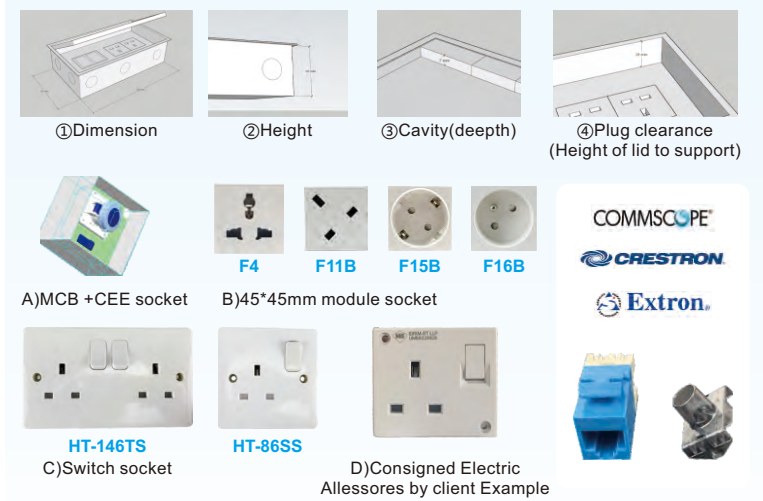 ①Dimension
②Height
③Cavity(deepth)
④Plug clearance
(Height of lid to support)
COMMSCOPE®
CRESTRON
Extron®
F4
F11B
F15B
F16B
A)MCB +CEE socket
B)45*45mm module socket
HT-146TS
HT-86SS
C)Switch socket
D)Consigned Electric
Allessores by client Example